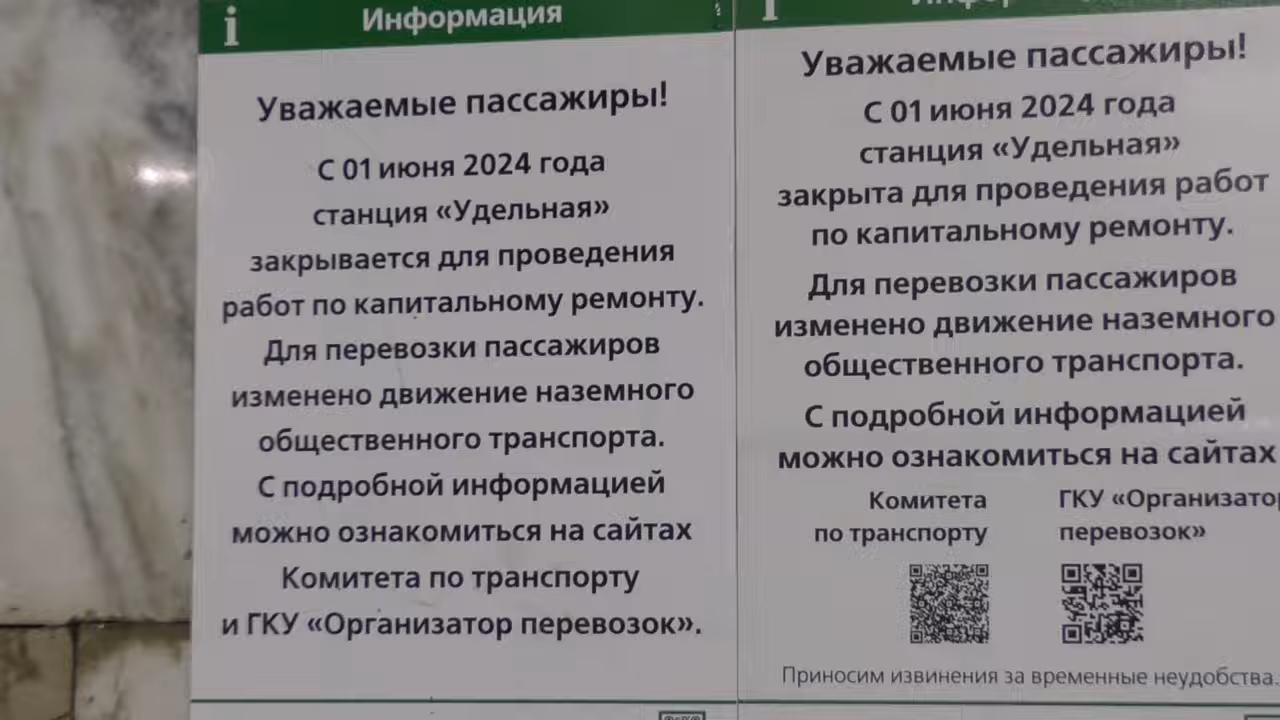 Информация
Уважаемые пассажиры!
С 01 июня 2024 года
станция «Удельная»
закрывается для проведения
работ по капитальному ремонту.
Для перевозки пассажиров
изменено движение наземного
общественного транспорта.
С подробной информацией
можно ознакомиться на сайтах
Комитета по транспорту
и ГКУ «Организатор перевозок».
Уважаемые пассажиры!
С 01 июня 2024 года
станция «Удельная»
закрыта для проведения работ
по капитальному ремонту.
Для перевозки пассажиров
изменено движение наземного
общественного транспорта.
С подробной информацией
можно ознакомиться на сайтах
Комитета
по транспорту
ГКУ «Организатор
перевозок»
Приносим извинения за временные неудобства.